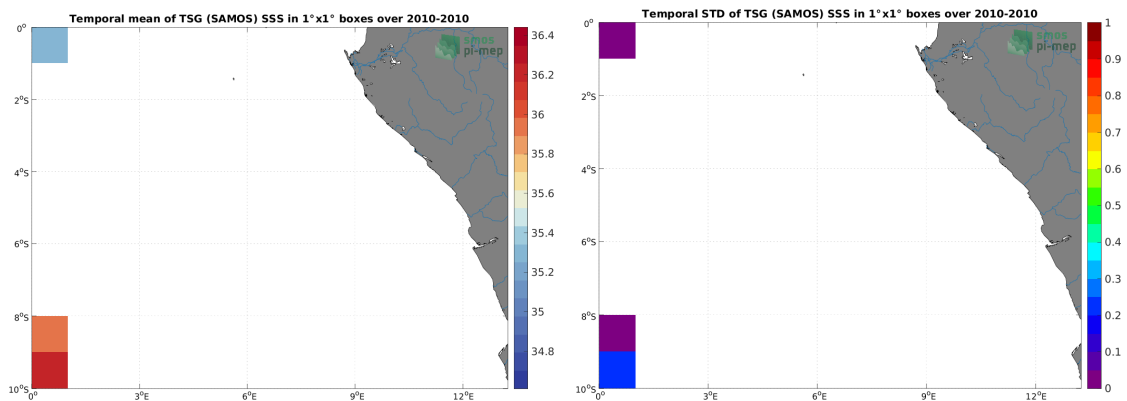 Temporal mean of TSG (SAMOS) SSS in 1°x1° boxes over 2010-2010
smos
pi-mep
0°
2°S
4°S
6°S
8°S
10°S
0°
3°E
6°E
9°E
12°E
36.4
36.2
36
35.8
35.6
35.4
35.2
35
34.8
Temporal STD of TSG (SAMOS) SSS in 1°x1° boxes over 2010-2010
smos
pi-mep
0°
2°S
4°S
6°S
8°S
10°S
0°
3°E
6°E
9°E
12°E
1
0.9
0.8
0.7
0.6
0.5
0.4
0.3
0.2
0.1
0